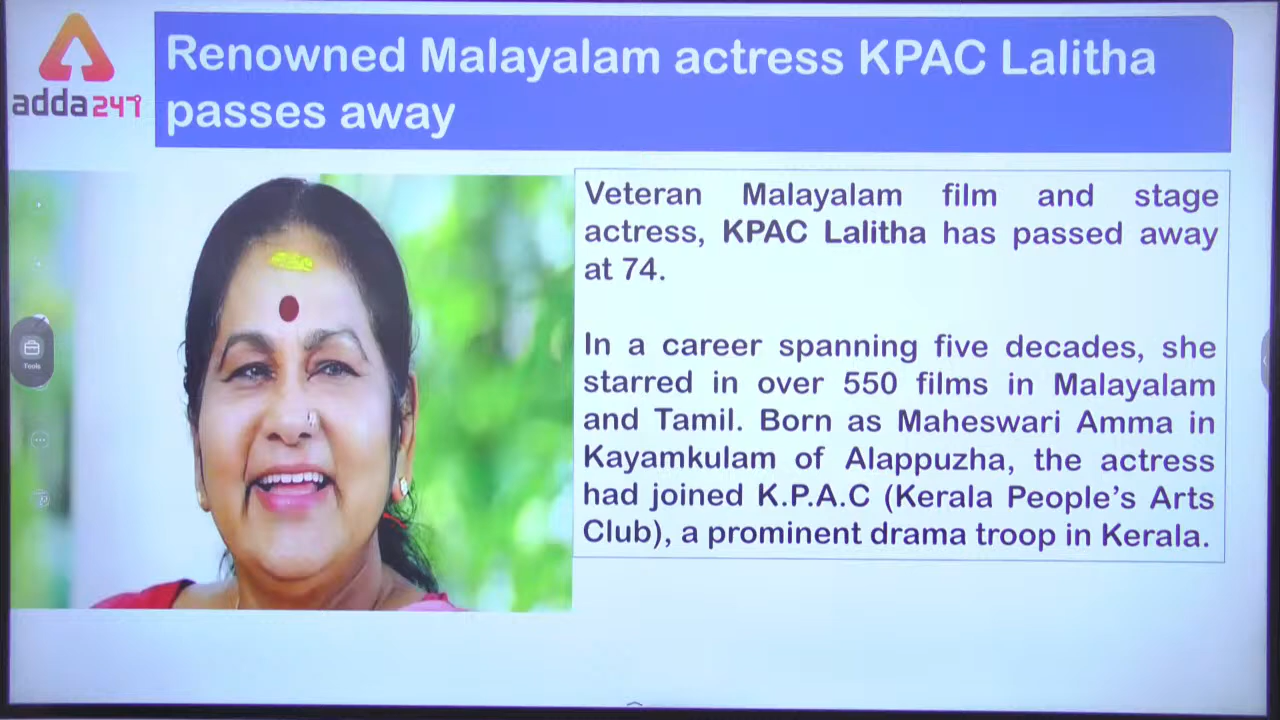 Renowned Malayalam actress KPAC Lalitha
passes away
adda247
Veteran Malayalam film and stage
actress, KPAC Lalitha has passed away
at 74.
In a career spanning five decades, she
starred in over 550 films in Malayalam
and Tamil. Born as Maheswari Amma in
Kayamkulam of Alappuzha, the actress
had joined K.P.A.C (Kerala People's Arts
Club), a prominent drama troop in Kerala.
Tools